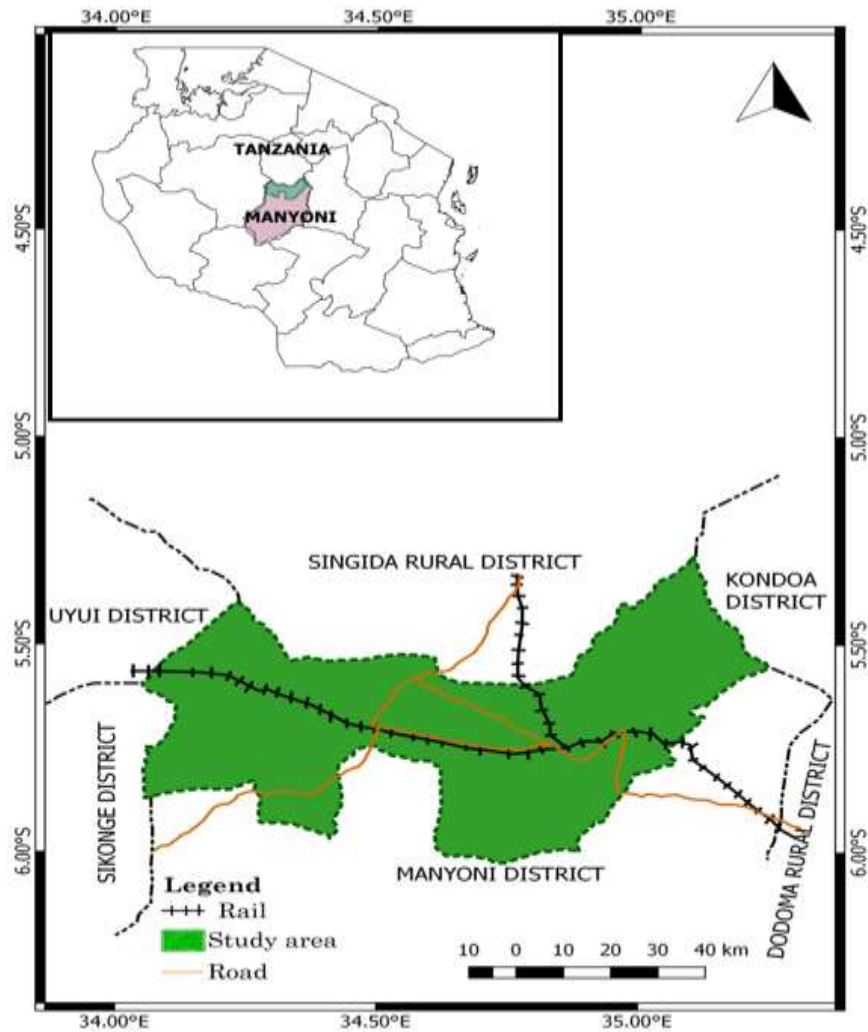 34.00°E 34.50°E 35.00°E
TANZANIA
MANYONI
4.50°S
4.50°S
5.00°S
5.00°S
SINGIDA RURAL DISTRICT
KONDOA
DISTRICT
UYUI DISTRICT
5.50°S
5.50°S
SIKONGE DISTRICT
DODOMA RURAL DISTRICT
6.00°S
6.00°S
MANYONI DISTRICT
Legend
Rail
Study area
Road
10 0 10 20 30 40 km
34.00°E 34.50°E 35.00°E